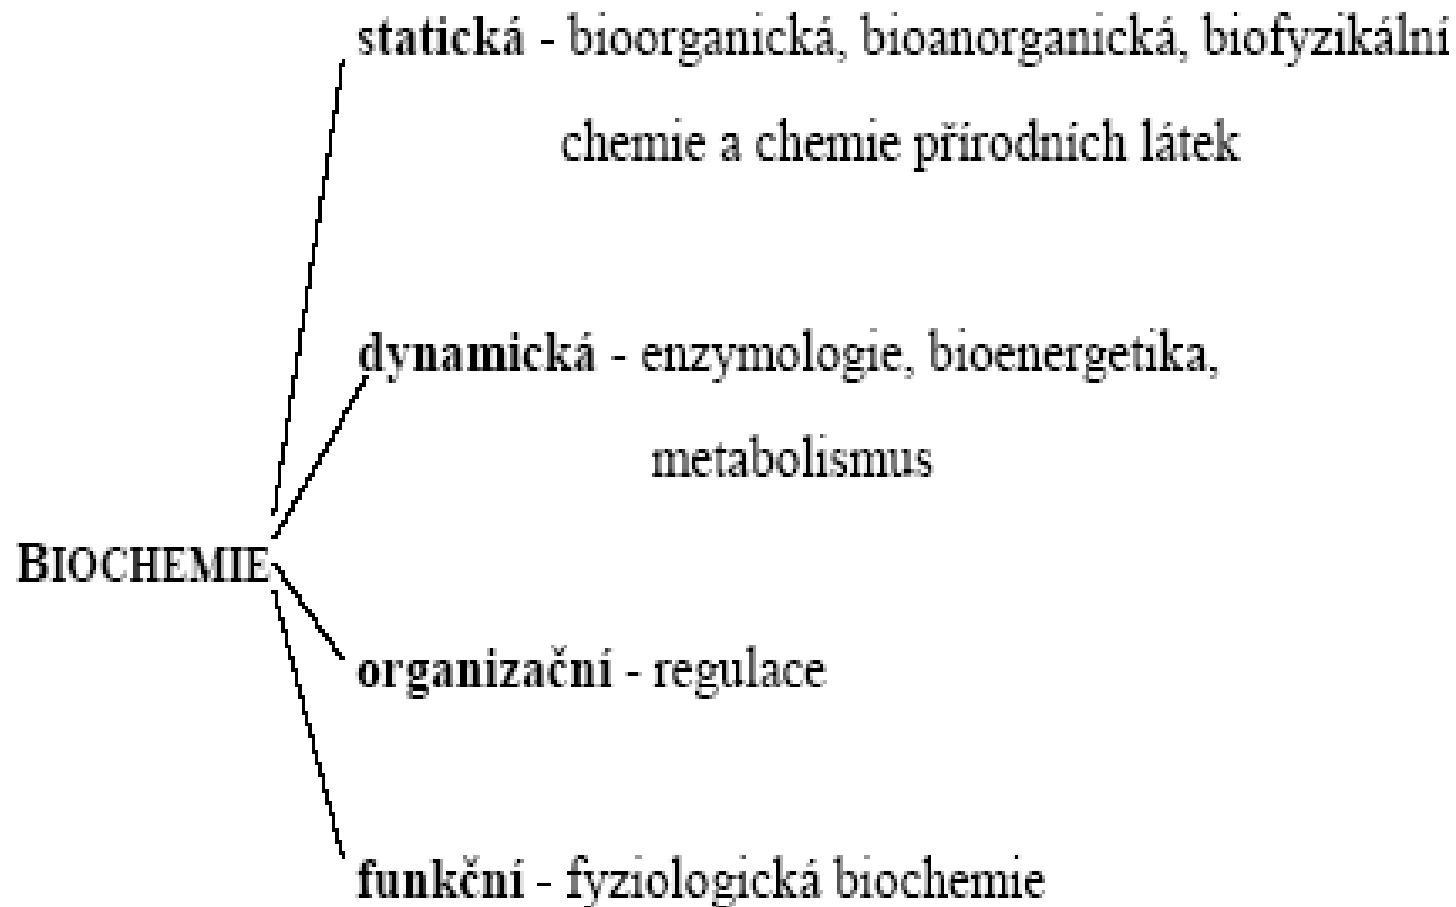 statická - bioorganická, bioanorganická, biofyzikální
chemie a chemie přírodních látek
dynamická - enzymologie, bioenergetika,
metabolismus
BIOCHEMIE
organizační - regulace
funkční - fyziologická biochemie